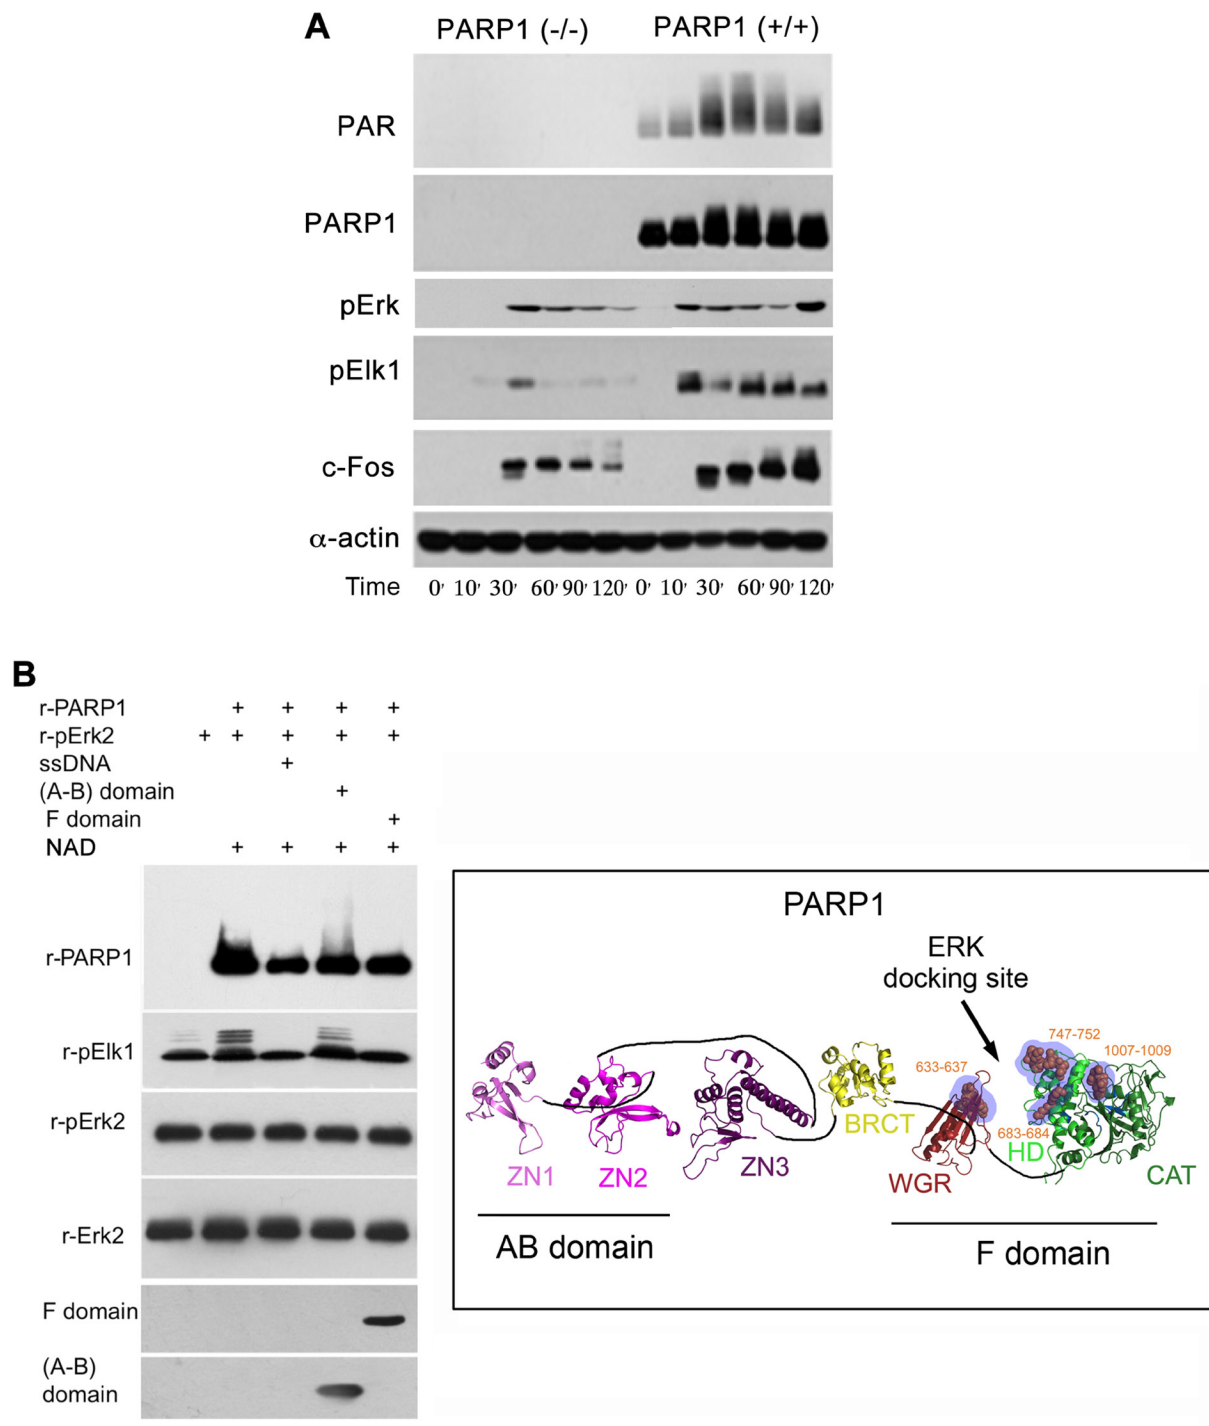 A
PARP1 (-/-) PARP1 (+/+)
PAR
PARP1
pErk
pElk1
c-Fos
α-actin
Time 0' 10' 30' 60' 90' 120' 0' 10' 30' 60' 90' 120'
B
r-PARP1 + + + +
r-pErk2 + + + + +
ssDNA +
(A-B) domain +
F domain +
NAD + + + +
r-PARP1
r-pElk1
r-pErk2
r-Erk2
F domain
(A-B)
domain
PARP1
ERK
docking site
747-752
1007-1009
633-637
683-684
BRCT
HD
ZN3
ZN1
ZN2
WGR
CAT
AB domain
F domain